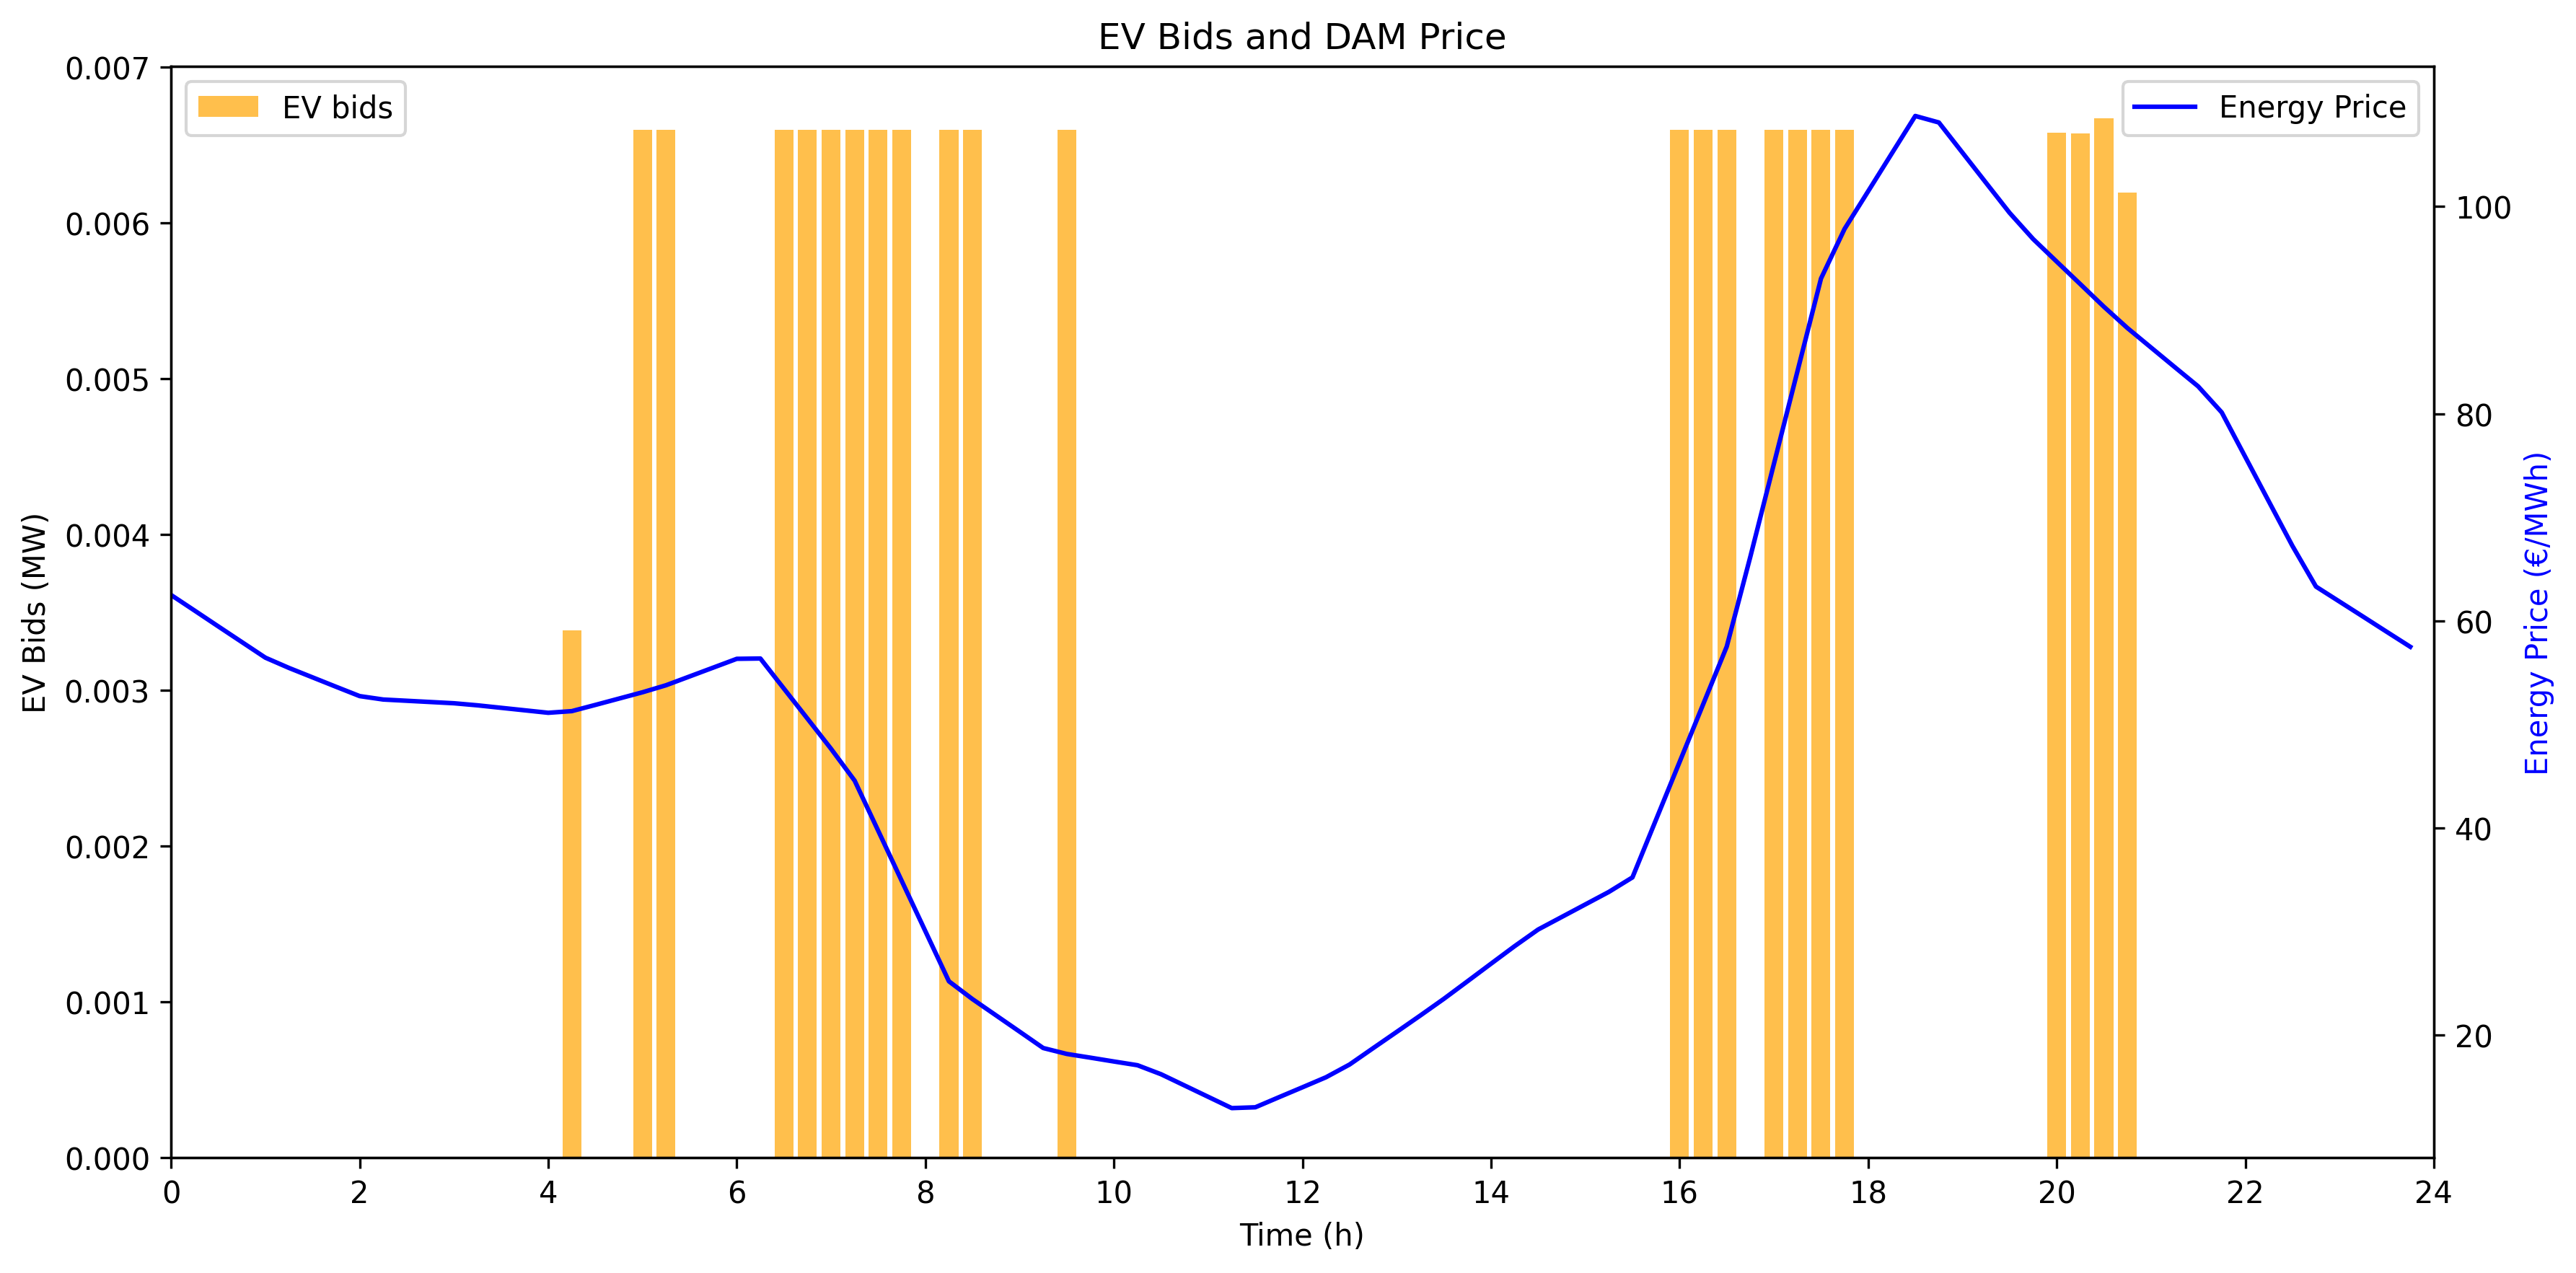 EV Bids and DAM Price
EV bids
Energy Price
EV Bids (MW)
0.007
0.006
0.005
0.004
0.003
0.002
0.001
0.000
100
80
60
40
20
Energy Price (€/MWh)
0 2 4 6 8 10 12 14 16 18 20 22 24
Time (h)